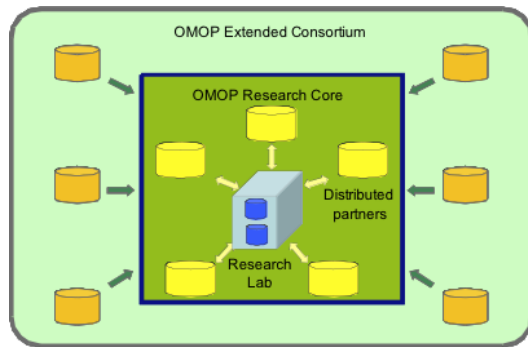 OMOP Extended Consortium
OMOP Research Core
Distributed
partners
Research
Lab